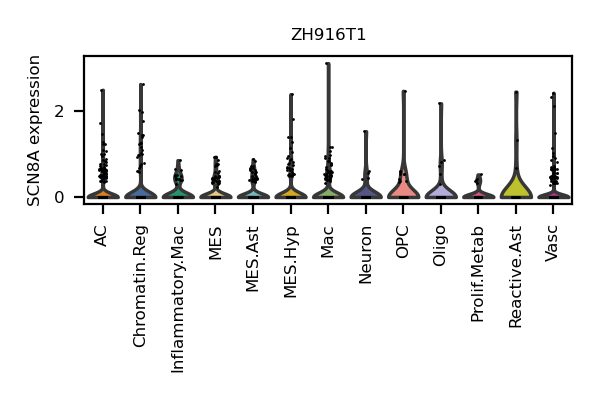 ZH916T1
SCN8A expression
2
0
AC
Chromatin.Reg
Inflammatory.Mac
MES
MES.Ast
MES.Hyp
Mac
Neuron
OPC
Oligo
Prolif.Metab
Reactive.Ast
Vasc